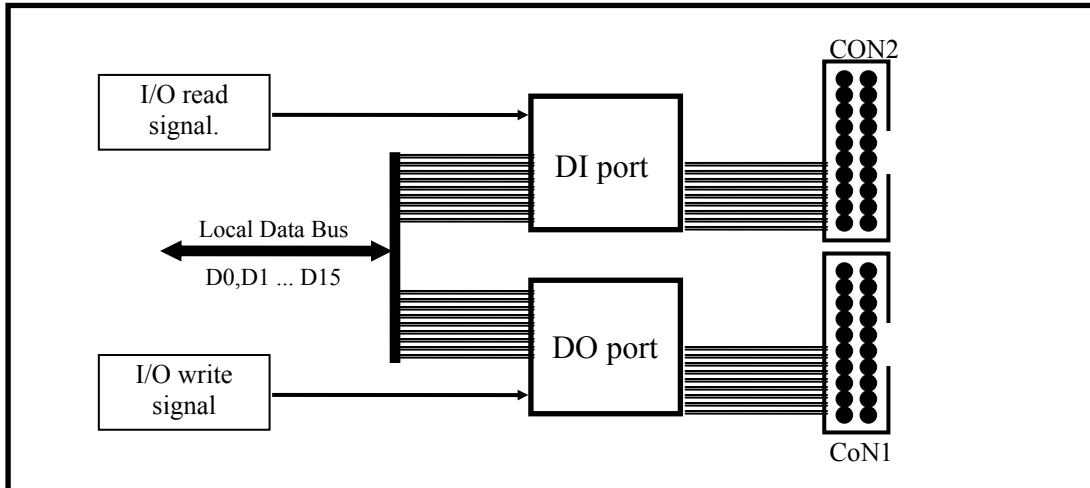 CON2
I/O read
signal.
DI port
Local Data Bus
D0,D1 ... D15
DO port
I/O write
signal
CoN1